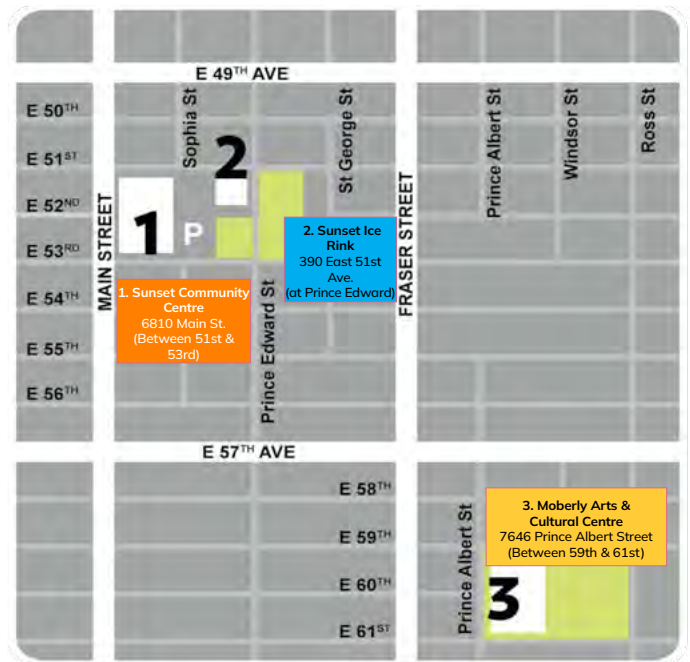 E 49TH AVE
E 50TH
E 51ST
E 52ND
E 53RD
E 54TH
E 55TH
E 56TH
MAIN STREET
Sophia St
2
1
P
St George St
FRASER STREET
Prince Albert St
Windsor St
Ross St
2. Sunset Ice
Rink
390 East 51st
Ave.
(at Prince Edward)
1. Sunset Community
Centre
6810 Main St.
(Between 51st &
53rd)
Prince Edward St
E 57TH AVE
E 58TH
E 59TH
E 60TH
E 61ST
Prince Albert St
3. Moberly Arts &
Cultural Centre
7646 Prince Albert Street
(Between 59th & 61st)
3